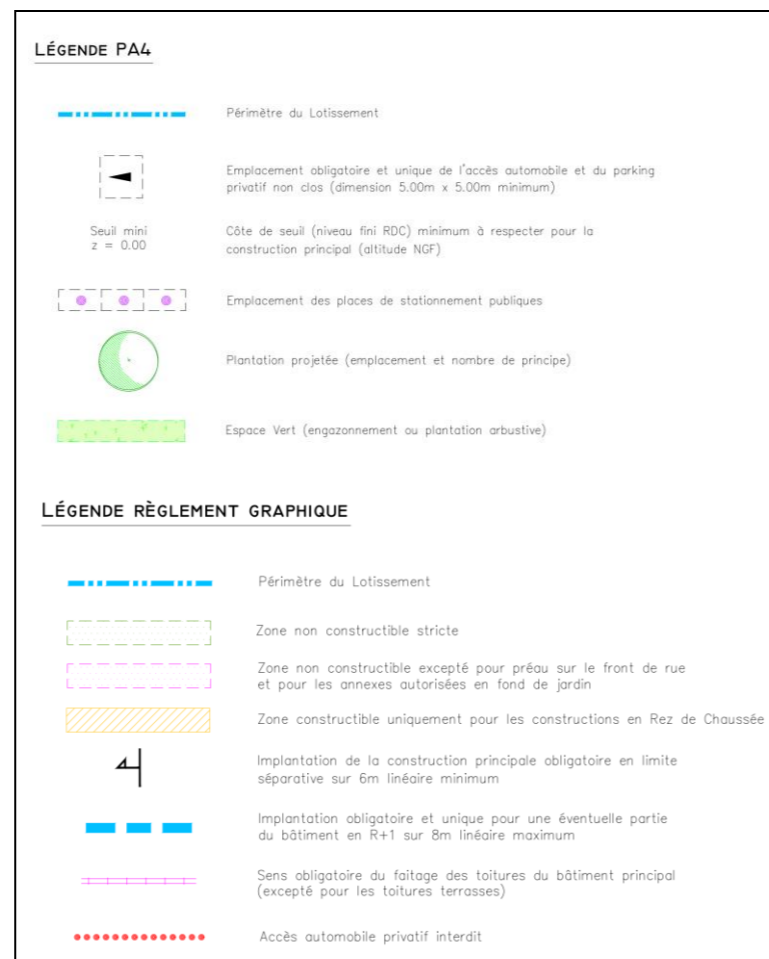 LÉGENDE PA4
Périmètre du Lotissement
Emplacement obligatoire et unique de l'accès automobile et du parking
privatif non clos (dimension 5.00m x 5.00m minimum)
Seuil mini
z = 0.00
Côte de seuil (niveau fini RDC) minimum à respecter pour la
construction principal (altitude NGF)
Emplacement des places de stationnement publiques
Plantation projetée (emplacement et nombre de principe)
Espace Vert (engazonnement ou plantation arbustive)
LÉGENDE RÈGLEMENT GRAPHIQUE
Périmètre du Lotissement
Zone non constructible stricte
Zone non constructible excepté pour préau sur le front de rue
et pour les annexes autorisées en fond de jardin
Zone constructible uniquement pour les constructions en Rez de Chaussée
Implantation de la construction principale obligatoire en limite
séparative sur 6m linéaire minimum
Implantation obligatoire et unique pour une éventuelle partie
du bâtiment en R+1 sur 8m linéaire maximum
Sens obligatoire du faitage des toitures du bâtiment principal
(excepté pour les toitures terrasses)
Accès automobile privatif interdit